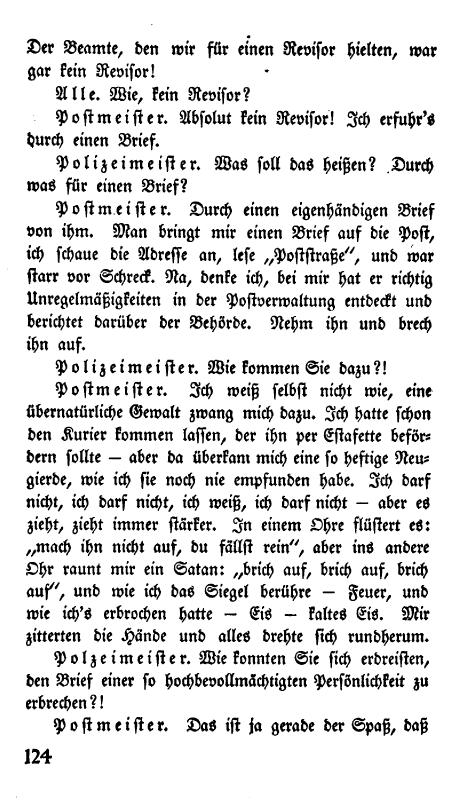 Der Beamte, den wir für einen Revisor hielten, war
gar kein Revisor!
Alle. Wie, kein Revisor?
Postmeister. Absolut kein Revisor! Ich erfuhr's
durch einen Brief.
Polizeimeister. Was soll das heißen? Durch
was für einen Brief?
Postmeister. Durch einen eigenhändigen Brief
von ihm. Man bringt mir einen Brief auf die Post,
ich schaue die Adresse an, lese „Poststraße“, und war
starr vor Schreck. Na, denke ich, bei mir hat er richtig
Unregelmäßigkeiten in der Postverwaltung entdeckt und
berichtet darüber der Behörde. Nehm ihn und brech
ihn auf.
Polizeimeister. Wie kommen Sie dazu?!
Postmeister. Ich weiß selbst nicht wie, eine
übernatürliche Gewalt zwang mich dazu. Ich hatte schon
den Kurier kommen lassen, der ihn per Estafette beför-
dern sollte — aber da überkam mich eine so heftige Neu-
gierde, wie ich sie noch nie empfunden habe. Ich darf
nicht, ich darf nicht, ich weiß, ich darf nicht — aber es
zieht, zieht immer stärker. In einem Ohre flüstert es:
„mach ihn nicht auf, du fällst rein“, aber ins andere
Ohr raunt mir ein Satan: „brich auf, brich auf, brich
auf“, und wie ich das Siegel berühre — Feuer, und
wie ich's erbrochen hatte — Eis — kaltes Eis. Mir
zitterten die Hände und alles drehte sich rundherum.
Polzeimeister. Wie konnten Sie sich erdreisten,
den Brief einer so hochbevollmächtigten Persönlichkeit zu
erbrechen?!
Postmeister. Das ist ja gerade der Spaß, daß
124